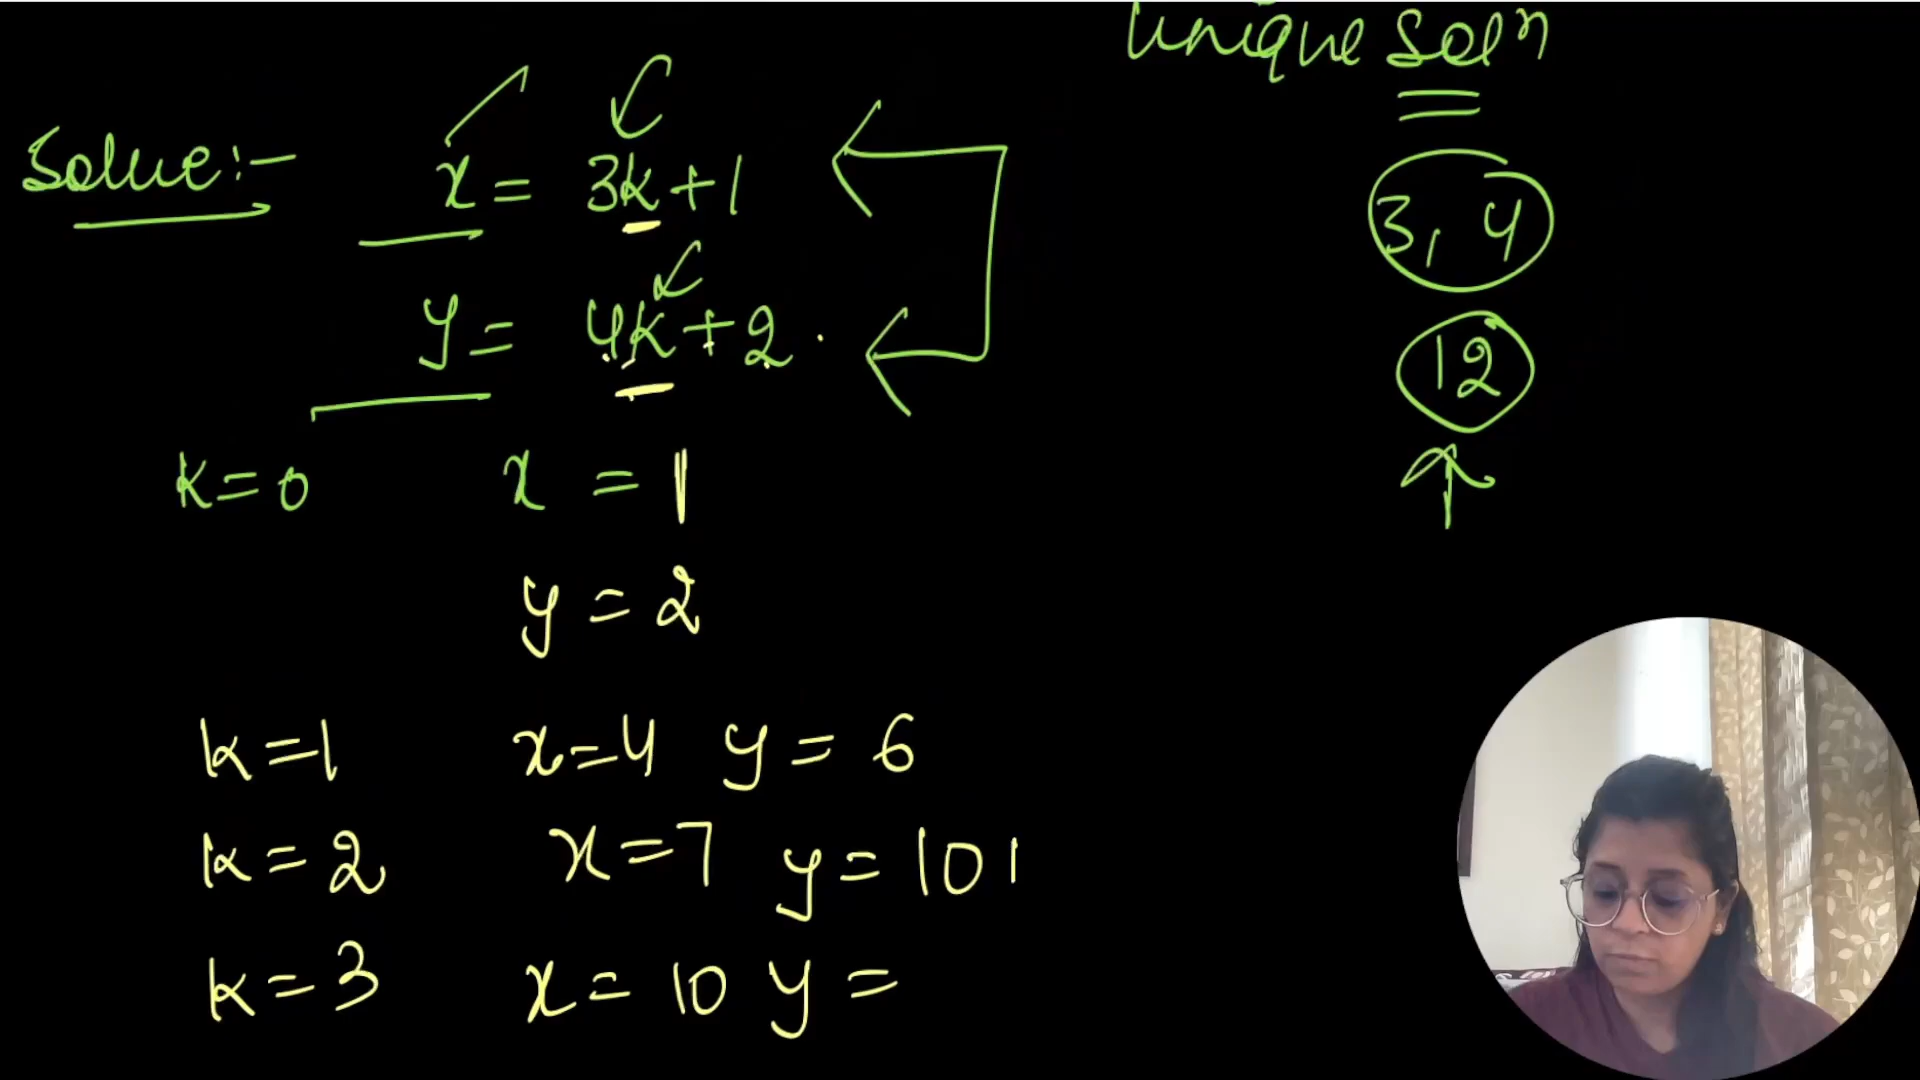 Unique Soln
Solve:- x = 3k+1
y = 4k+2.
3, 4
12
k=0 x = 1
y = 2
k=1 x=4 y = 6
k=2 x=7 y=101
k=3 x=10 y=